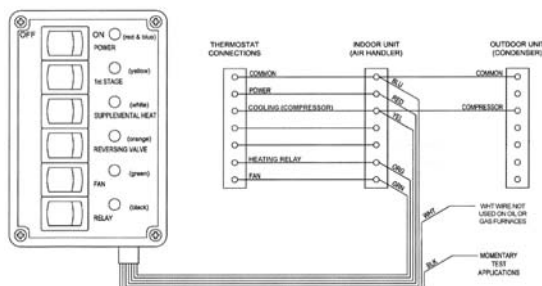 OFF
ON
(red & blue)
POWER
(yellow)
1st STAGE
(white)
SUPPLEMENTAL HEAT
(orange)
REVERSING VALVE
(green)
FAN
(black)
RELAY
THERMOSTAT
CONNECTIONS
INDOOR UNIT
(AIR HANDLER)
OUTDOOR UNIT
(CONDENSER)
COMMON
POWER
COOLING (COMPRESSOR)
HEATING RELAY
FAN
BLU
RED
YEL
ORG
GRN
COMMON
COMPRESSOR
WHT
WHT WIRE NOT
USED ON OIL OR
GAS FURNACES
BLK
MOMENTARY
TEST
APPLICATIONS